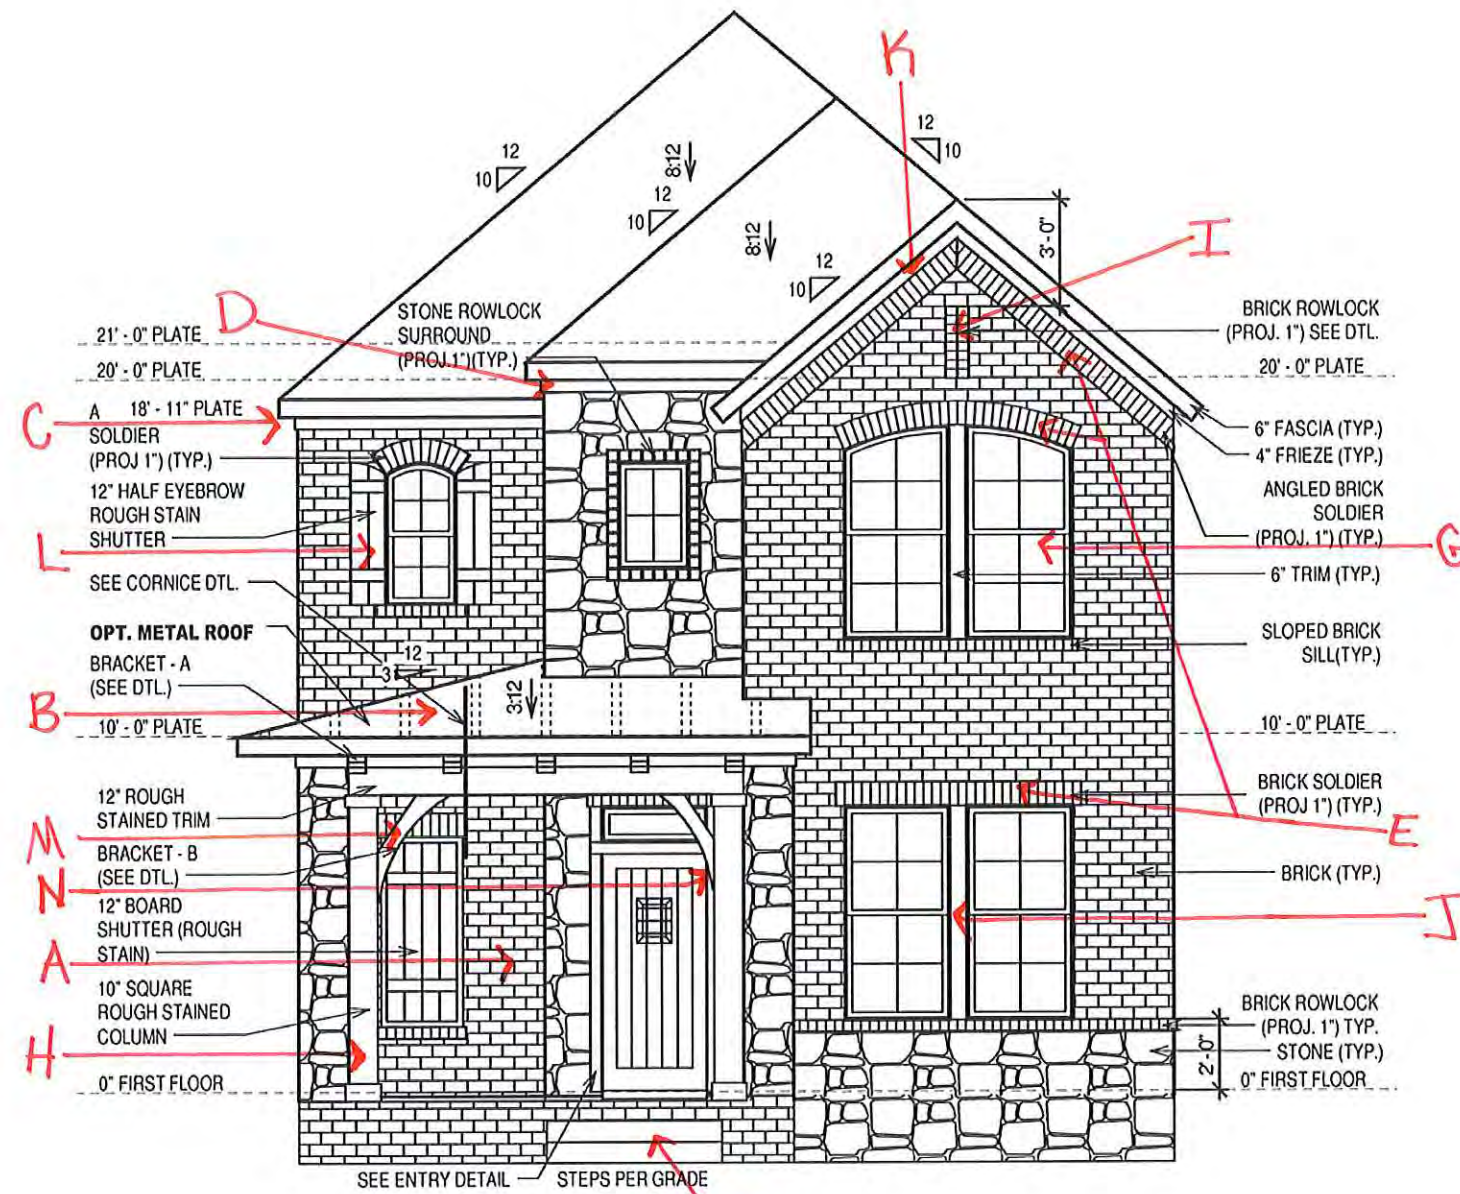 K
12
10
12
10
8:12
12
10
8:12
12
10
3'-0"
I
D
STONE ROWLOCK
SURROUND
(PROJ.1")(TYP.)
21' - 0" PLATE
20' - 0" PLATE
C
A 18' - 11" PLATE
SOLDIER
(PROJ 1") (TYP.)
12" HALF EYEBROW
ROUGH STAIN
SHUTTER
L
SEE CORNICE DTL.
OPT. METAL ROOF
BRACKET - A
(SEE DTL.)
B
10' - 0" PLATE
12
3
3:12
12" ROUGH
STAINED TRIM
M
BRACKET - B
(SEE DTL.)
N
12" BOARD
SHUTTER (ROUGH
STAIN)
A
10" SQUARE
ROUGH STAINED
COLUMN
H
0" FIRST FLOOR
SEE ENTRY DETAIL
STEPS PER GRADE
BRICK ROWLOCK
(PROJ. 1") SEE DTL.
20' - 0" PLATE
6" FASCIA (TYP.)
4" FRIEZE (TYP.)
ANGLED BRICK
SOLDIER
(PROJ. 1") (TYP.)
G
6" TRIM (TYP.)
SLOPED BRICK
SILL(TYP.)
10' - 0" PLATE
BRICK SOLDIER
(PROJ 1") (TYP.)
E
BRICK (TYP.)
J
BRICK ROWLOCK
(PROJ. 1") TYP.
STONE (TYP.)
2'-0"
0" FIRST FLOOR